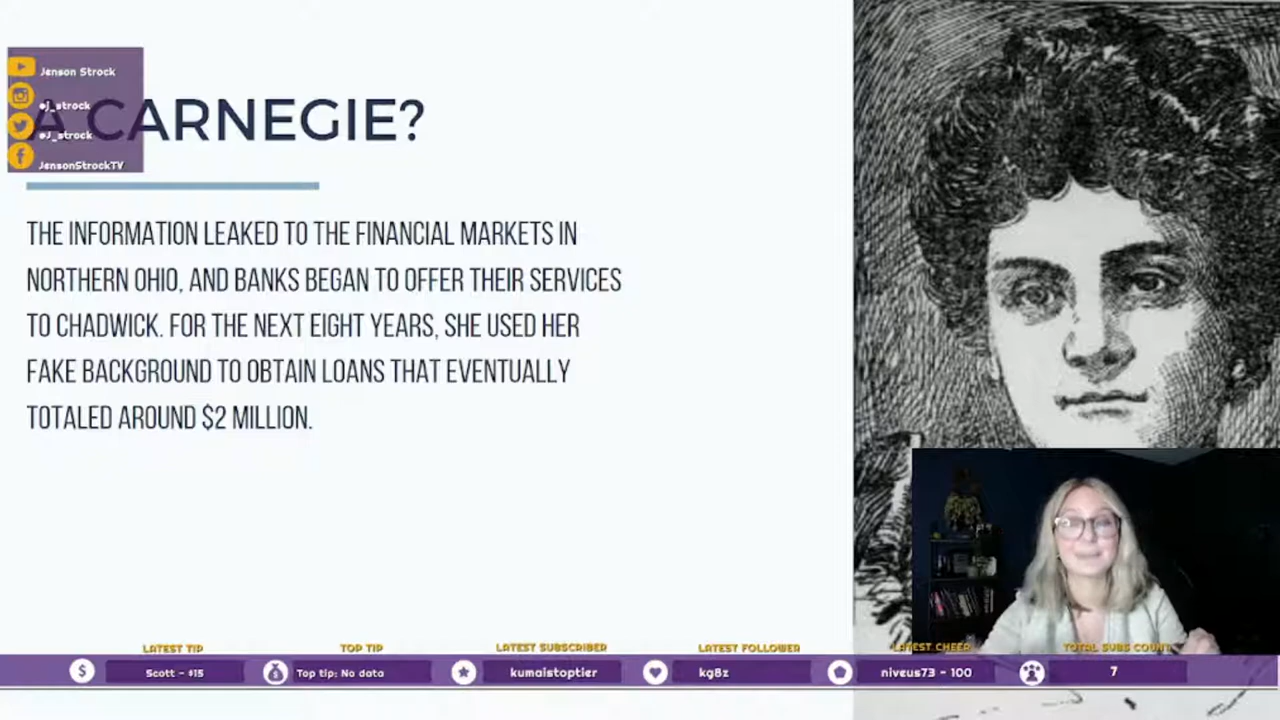 Jenson Strock
@j_strock
@J_strock
JensonStrockTV
A CARNEGIE?
THE INFORMATION LEAKED TO THE FINANCIAL MARKETS IN
NORTHERN OHIO, AND BANKS BEGAN TO OFFER THEIR SERVICES
TO CHADWICK. FOR THE NEXT EIGHT YEARS, SHE USED HER
FAKE BACKGROUND TO OBTAIN LOANS THAT EVENTUALLY
TOTALED AROUND $2 MILLION.
LATEST TIP TOP TIP LATEST SUBSCRIBER LATEST FOLLOWER LATEST CHEER TOTAL SUBS COUNT
$ Scott - $15 $ Top tip: No data kumaistoptier kg8z niveus73 - 100 7